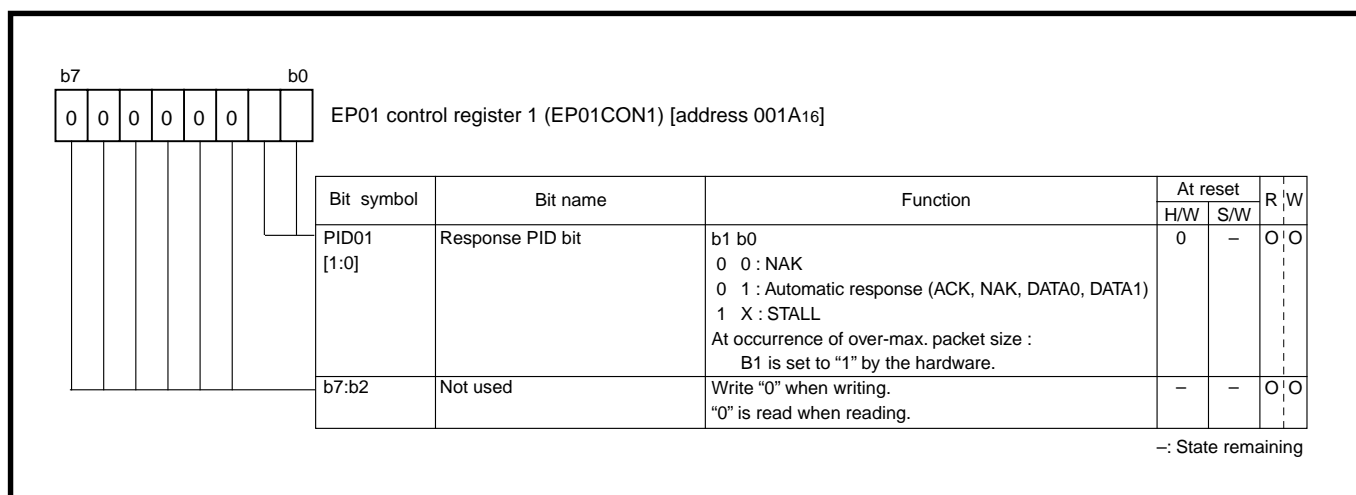 b7 b0
0 0 0 0 0 0
EP01 control register 1 (EP01CON1) [address 001A16]
Bit symbol Bit name Function At reset R W
H/W S/W
PID01 Response PID bit b1 b0 0 – O O
[1:0] 0 0 : NAK
0 1 : Automatic response (ACK, NAK, DATA0, DATA1)
1 X : STALL
At occurrence of over-max. packet size :
B1 is set to “1” by the hardware.
b7:b2 Not used Write “0” when writing. – – O O
“0” is read when reading.
–: State remaining